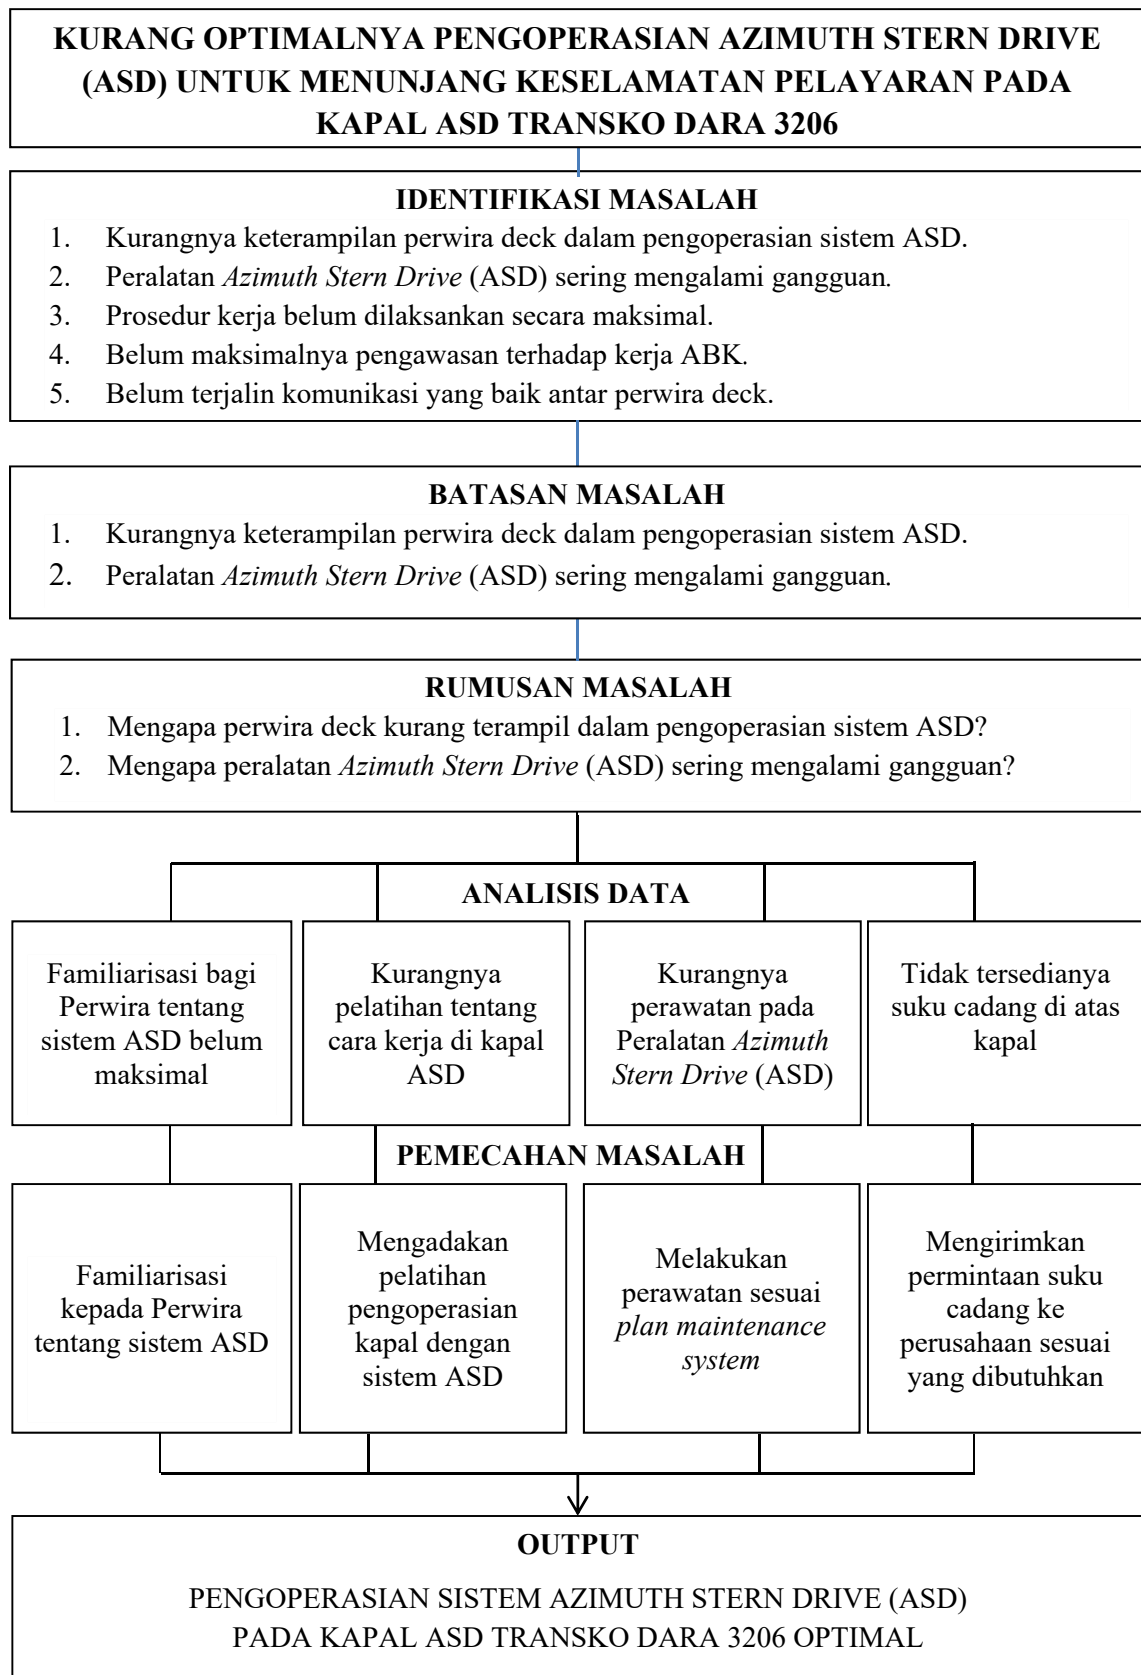 KURANG OPTIMALNYA PENGOPERASIAN AZIMUTH STERN DRIVE
(ASD) UNTUK MENUNJANG KESELAMATAN PELAYARAN PADA
KAPAL ASD TRANSKO DARA 3206
IDENTIFIKASI MASALAH
1. Kurangnya keterampilan perwira deck dalam pengoperasian sistem ASD.
2. Peralatan Azimuth Stern Drive (ASD) sering mengalami gangguan.
3. Prosedur kerja belum dilaksankan secara maksimal.
4. Belum maksimalnya pengawasan terhadap kerja ABK.
5. Belum terjalin komunikasi yang baik antar perwira deck.
BATASAN MASALAH
1. Kurangnya keterampilan perwira deck dalam pengoperasian sistem ASD.
2. Peralatan Azimuth Stern Drive (ASD) sering mengalami gangguan.
RUMUSAN MASALAH
1. Mengapa perwira deck kurang terampil dalam pengoperasian sistem ASD?
2. Mengapa peralatan Azimuth Stern Drive (ASD) sering mengalami gangguan?
ANALISIS DATA
Familiarisasi bagi
Perwira tentang
sistem ASD belum
maksimal
Kurangnya
pelatihan tentang
cara kerja di kapal
ASD
Kurangnya
perawatan pada
Peralatan Azimuth
Stern Drive (ASD)
Tidak tersedianya
suku cadang di atas
kapal
PEMECAHAN MASALAH
Familiarisasi
kepada Perwira
tentang sistem ASD
Mengadakan
pelatihan
pengoperasian
kapal dengan
sistem ASD
Melakukan
perawatan sesuai
plan maintenance
system
Mengirimkan
permintaan suku
cadang ke
perusahaan sesuai
yang dibutuhkan
OUTPUT
PENGOPERASIAN SISTEM AZIMUTH STERN DRIVE (ASD)
PADA KAPAL ASD TRANSKO DARA 3206 OPTIMAL